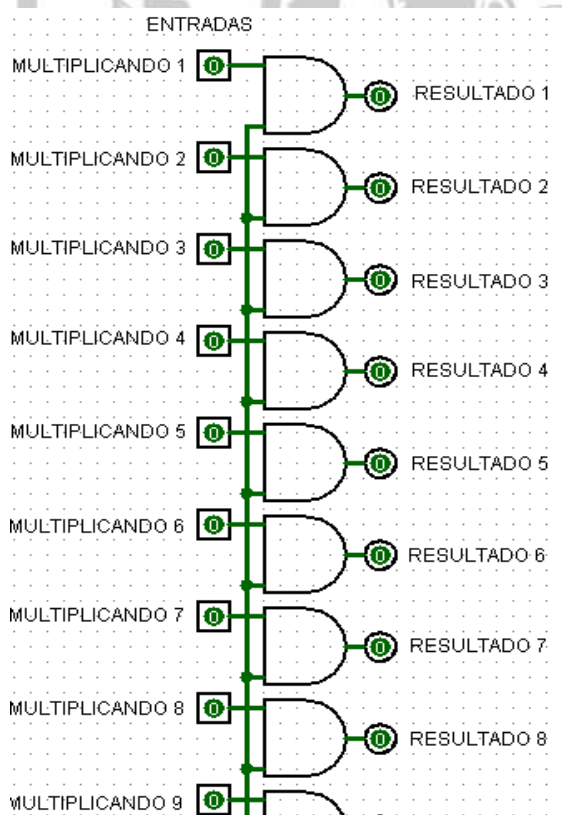 ENTRADAS
MULTIPLICANDO 1 0 0 RESULTADO 1
MULTIPLICANDO 2 0 0 RESULTADO 2
MULTIPLICANDO 3 0 0 RESULTADO 3
MULTIPLICANDO 4 0 0 RESULTADO 4
MULTIPLICANDO 5 0 0 RESULTADO 5
MULTIPLICANDO 6 0 0 RESULTADO 6
MULTIPLICANDO 7 0 0 RESULTADO 7
MULTIPLICANDO 8 0 0 RESULTADO 8
MULTIPLICANDO 9 0